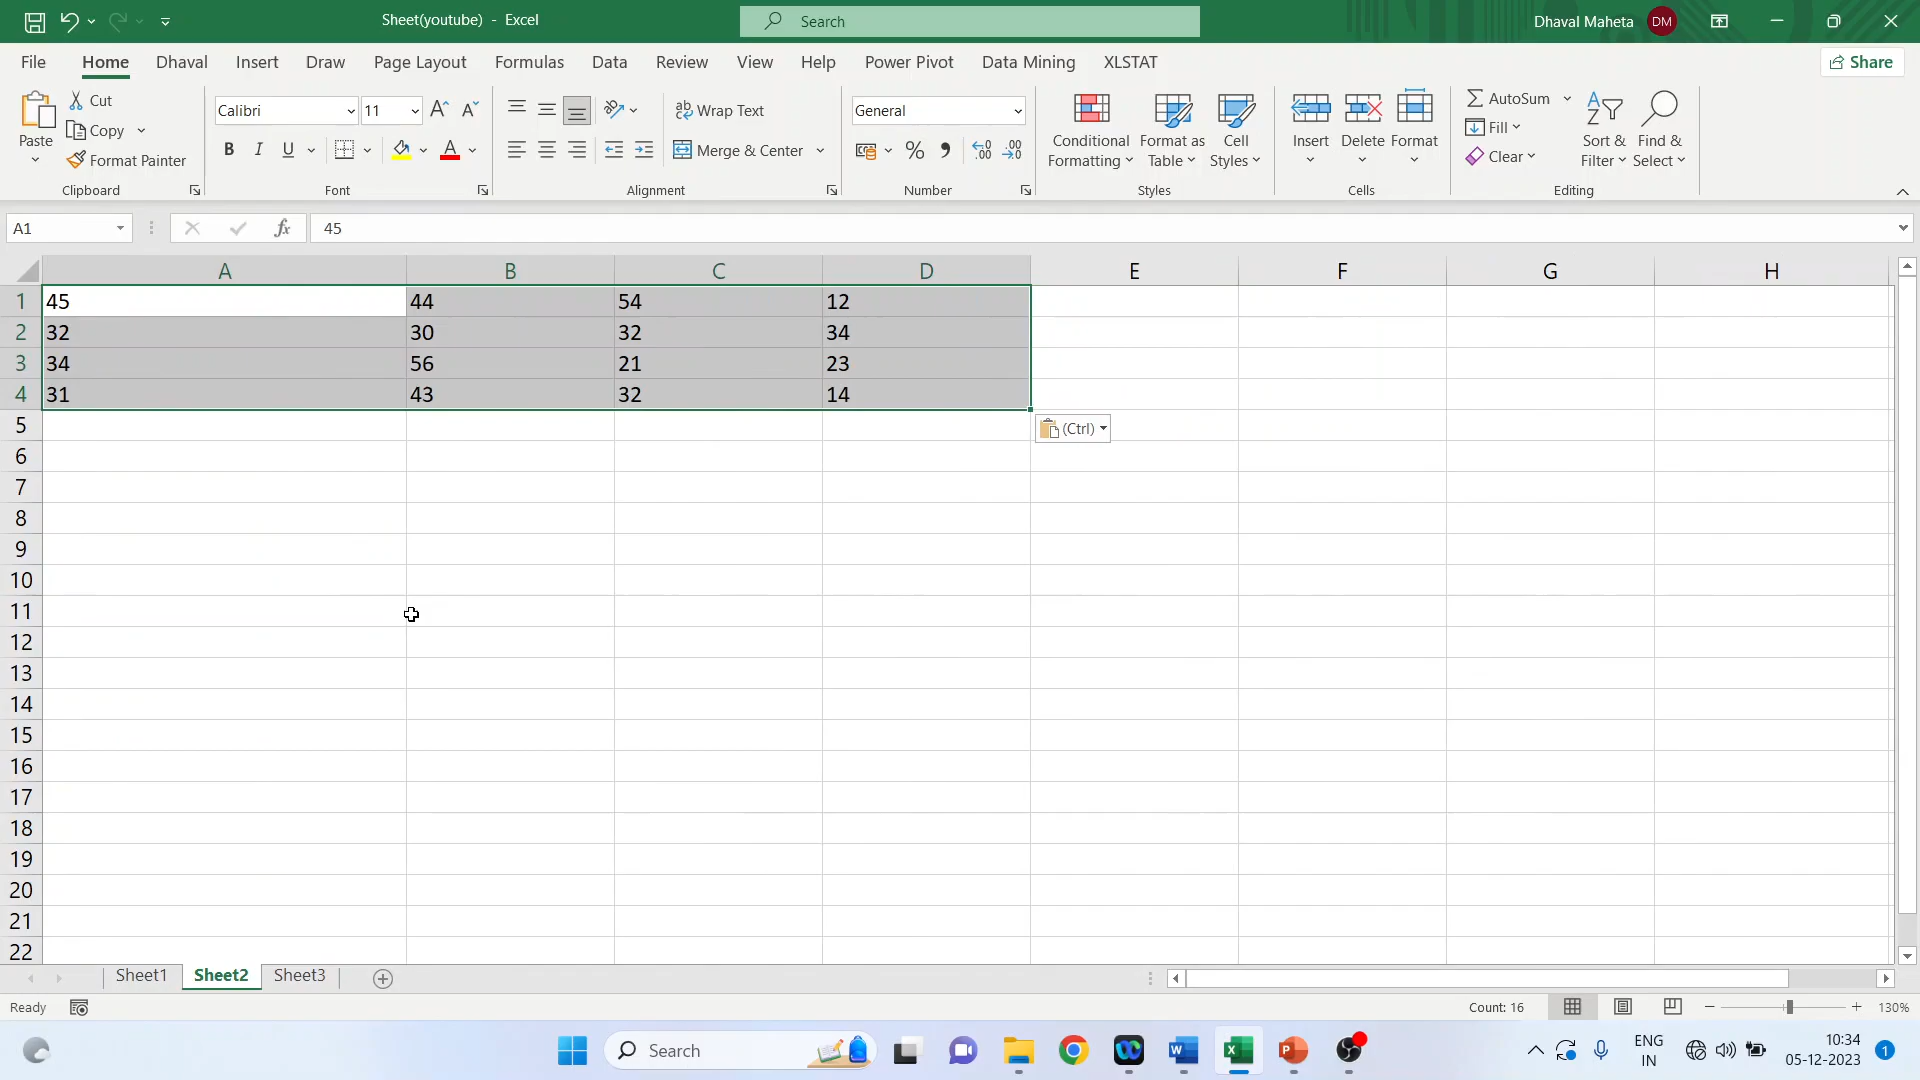 Sheet(youtube) - Excel
Search
Dhaval Maheta
DM
File Home Dhaval Insert Draw Page Layout Formulas Data Review View Help Power Pivot Data Mining XLSTAT
Share
Paste
Cut
Copy
Format Painter
Clipboard
Calibri
11
B I U
Font
Wrap Text
Merge & Center
Alignment
General
Number
Conditional Formatting
Format as Table
Cell Styles
Styles
Insert
Delete
Format
Cells
AutoSum
Fill
Clear
Sort & Filter
Find & Select
Editing
A1
fx
45
A B C D E F G H
1 45 44 54 12
2 32 30 32 34
3 34 56 21 23
4 31 43 32 14
5
(Ctrl)
6
7
8
9
10
11
12
13
14
15
16
17
18
19
20
21
22
Sheet1 Sheet2 Sheet3
Ready
Count: 16
130%
Search
ENG
IN
10:34
05-12-2023
1